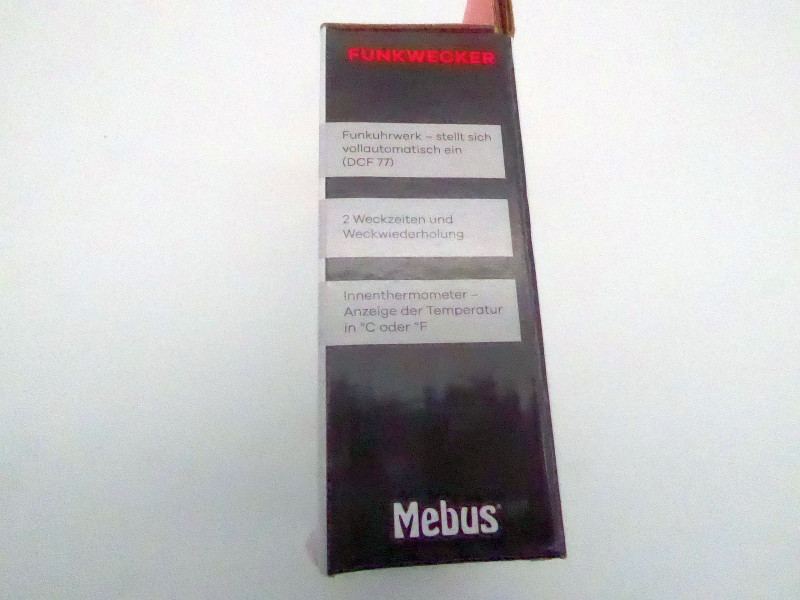 FUNKWECKER
Funkuhrwerk – stellt sich
vollautomatisch ein
(DCF 77)
2 Weckzeiten und
Weckwiederholung
Innenthermometer –
Anzeige der Temperatur
in °C oder °F
Mebus®